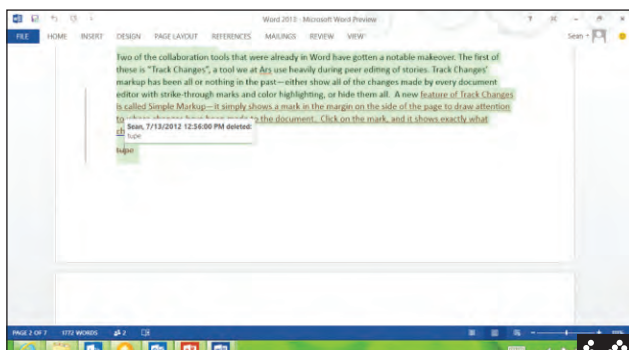 Word 2013 - Microsoft Word Preview
FILE HOME INSERT DESIGN PAGE LAYOUT REFERENCES MAILINGS REVIEW VIEW Sean
Two of the collaboration tools that were already in Word have gotten a notable makeover. The first of
these is "Track Changes", a tool we at Ars use heavily during peer editing of stories. Track Changes'
markup has been all or nothing in the past—either show all of the changes made by every document
editor with strike-through marks and color highlighting, or hide them all. A new feature of Track Changes
is called Simple Markup—it simply shows a mark in the margin on the side of the page to draw attention
to where changes have been made to the document. Click on the mark, and it shows exactly what
Sean, 7/13/2012 12:56:00 PM deleted:
tupe
tupe
PAGE 2 OF 7 1772 WORDS 2